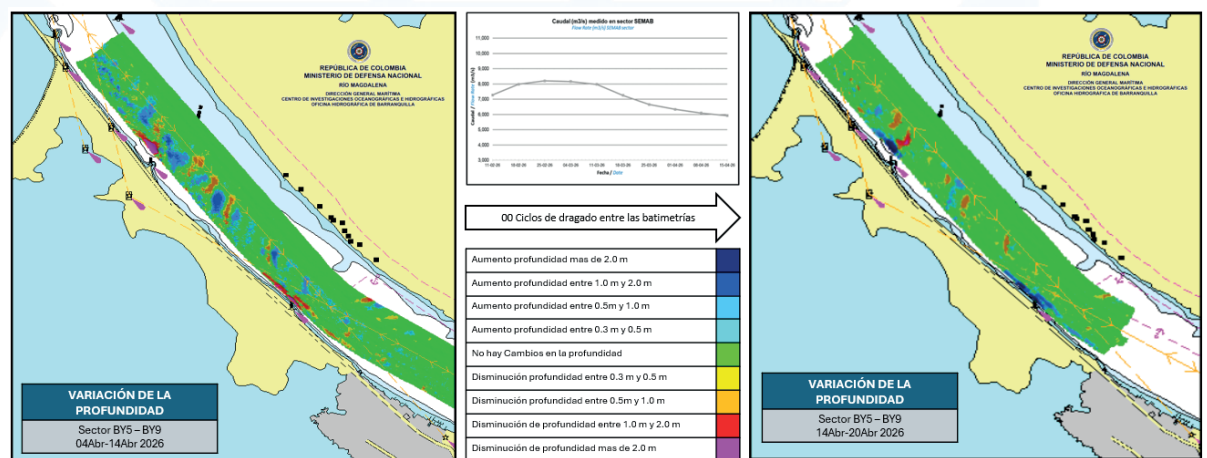 REPÚBLICA DE COLOMBIA
MINISTERIO DE DEFENSA NACIONAL
RÍO MAGDALENA
DIRECCIÓN GENERAL MARÍTIMA
CENTRO DE INVESTIGACIONES OCEANOGRÁFICAS E HIDROGRÁFICAS
OFICINA HIDROGRÁFICA DE BARRANQUILLA
VARIACIÓN DE LA
PROFUNDIDAD
Sector BY5 – BY9
04Abr-14Abr 2026
Caudal (m3/s) medido en sector SEMAB
Flow Rate (m3/s) SEMAB sector
Caudal / Flow Rate (m3/s)
11,000
10,000
9,000
8,000
7,000
6,000
5,000
4,000
3,000
Fecha / Date
00 Ciclos de dragado entre las batimetrías
Aumento profundidad mas de 2.0 m
Aumento profundidad entre 1.0 m y 2.0 m
Aumento profundidad entre 0.5m y 1.0 m
Aumento profundidad entre 0.3 m y 0.5 m
No hay Cambios en la profundidad
Disminución profundidad entre 0.3 m y 0.5 m
Disminución profundidad entre 0.5m y 1.0 m
Disminución de profundidad entre 1.0 m y 2.0 m
Disminución de profundidad mas de 2.0 m
REPÚBLICA DE COLOMBIA
MINISTERIO DE DEFENSA NACIONAL
RÍO MAGDALENA
DIRECCIÓN GENERAL MARÍTIMA
CENTRO DE INVESTIGACIONES OCEANOGRÁFICAS E HIDROGRÁFICAS
OFICINA HIDROGRÁFICA DE BARRANQUILLA
VARIACIÓN DE LA
PROFUNDIDAD
Sector BY5 – BY9
14Abr-20Abr 2026